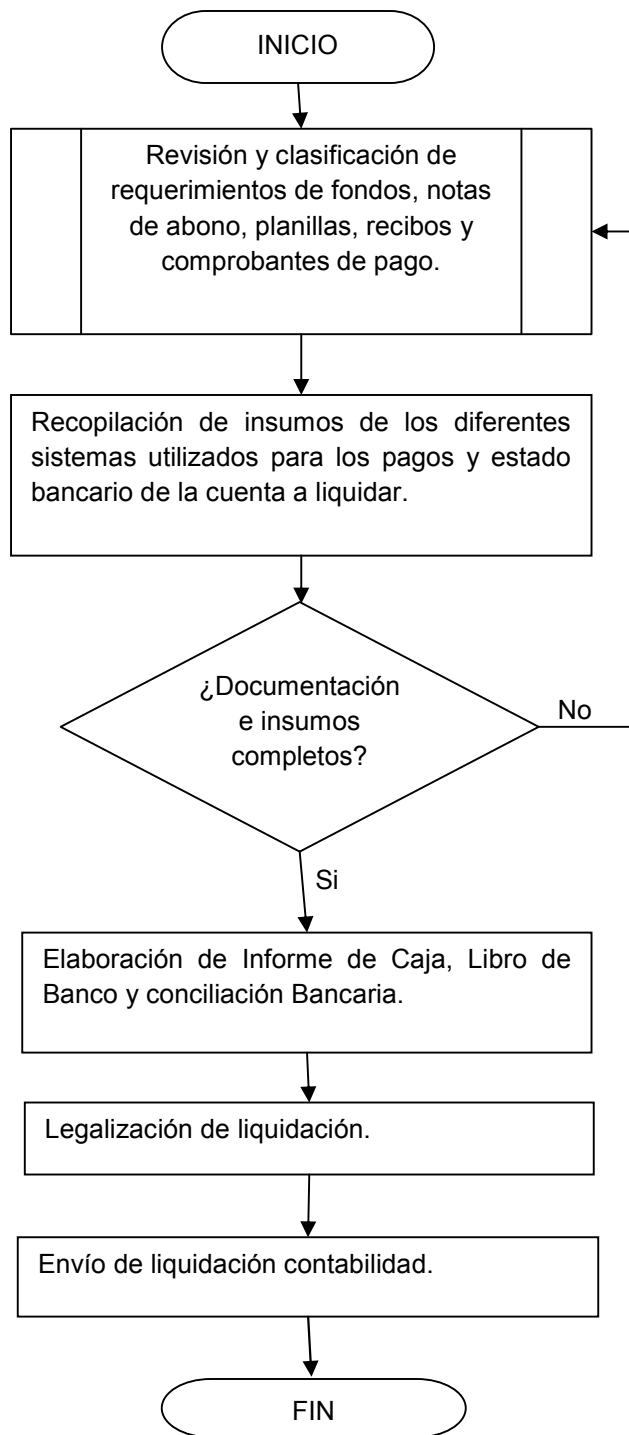 INICIO
Revisión y clasificación de
requerimientos de fondos, notas
de abono, planillas, recibos y
comprobantes de pago.
Recopilación de insumos de los diferentes
sistemas utilizados para los pagos y estado
bancario de la cuenta a liquidar.
¿Documentación
e insumos
completos?
No
Si
Elaboración de Informe de Caja, Libro de
Banco y conciliación Bancaria.
Legalización de liquidación.
Envío de liquidación contabilidad.
FIN